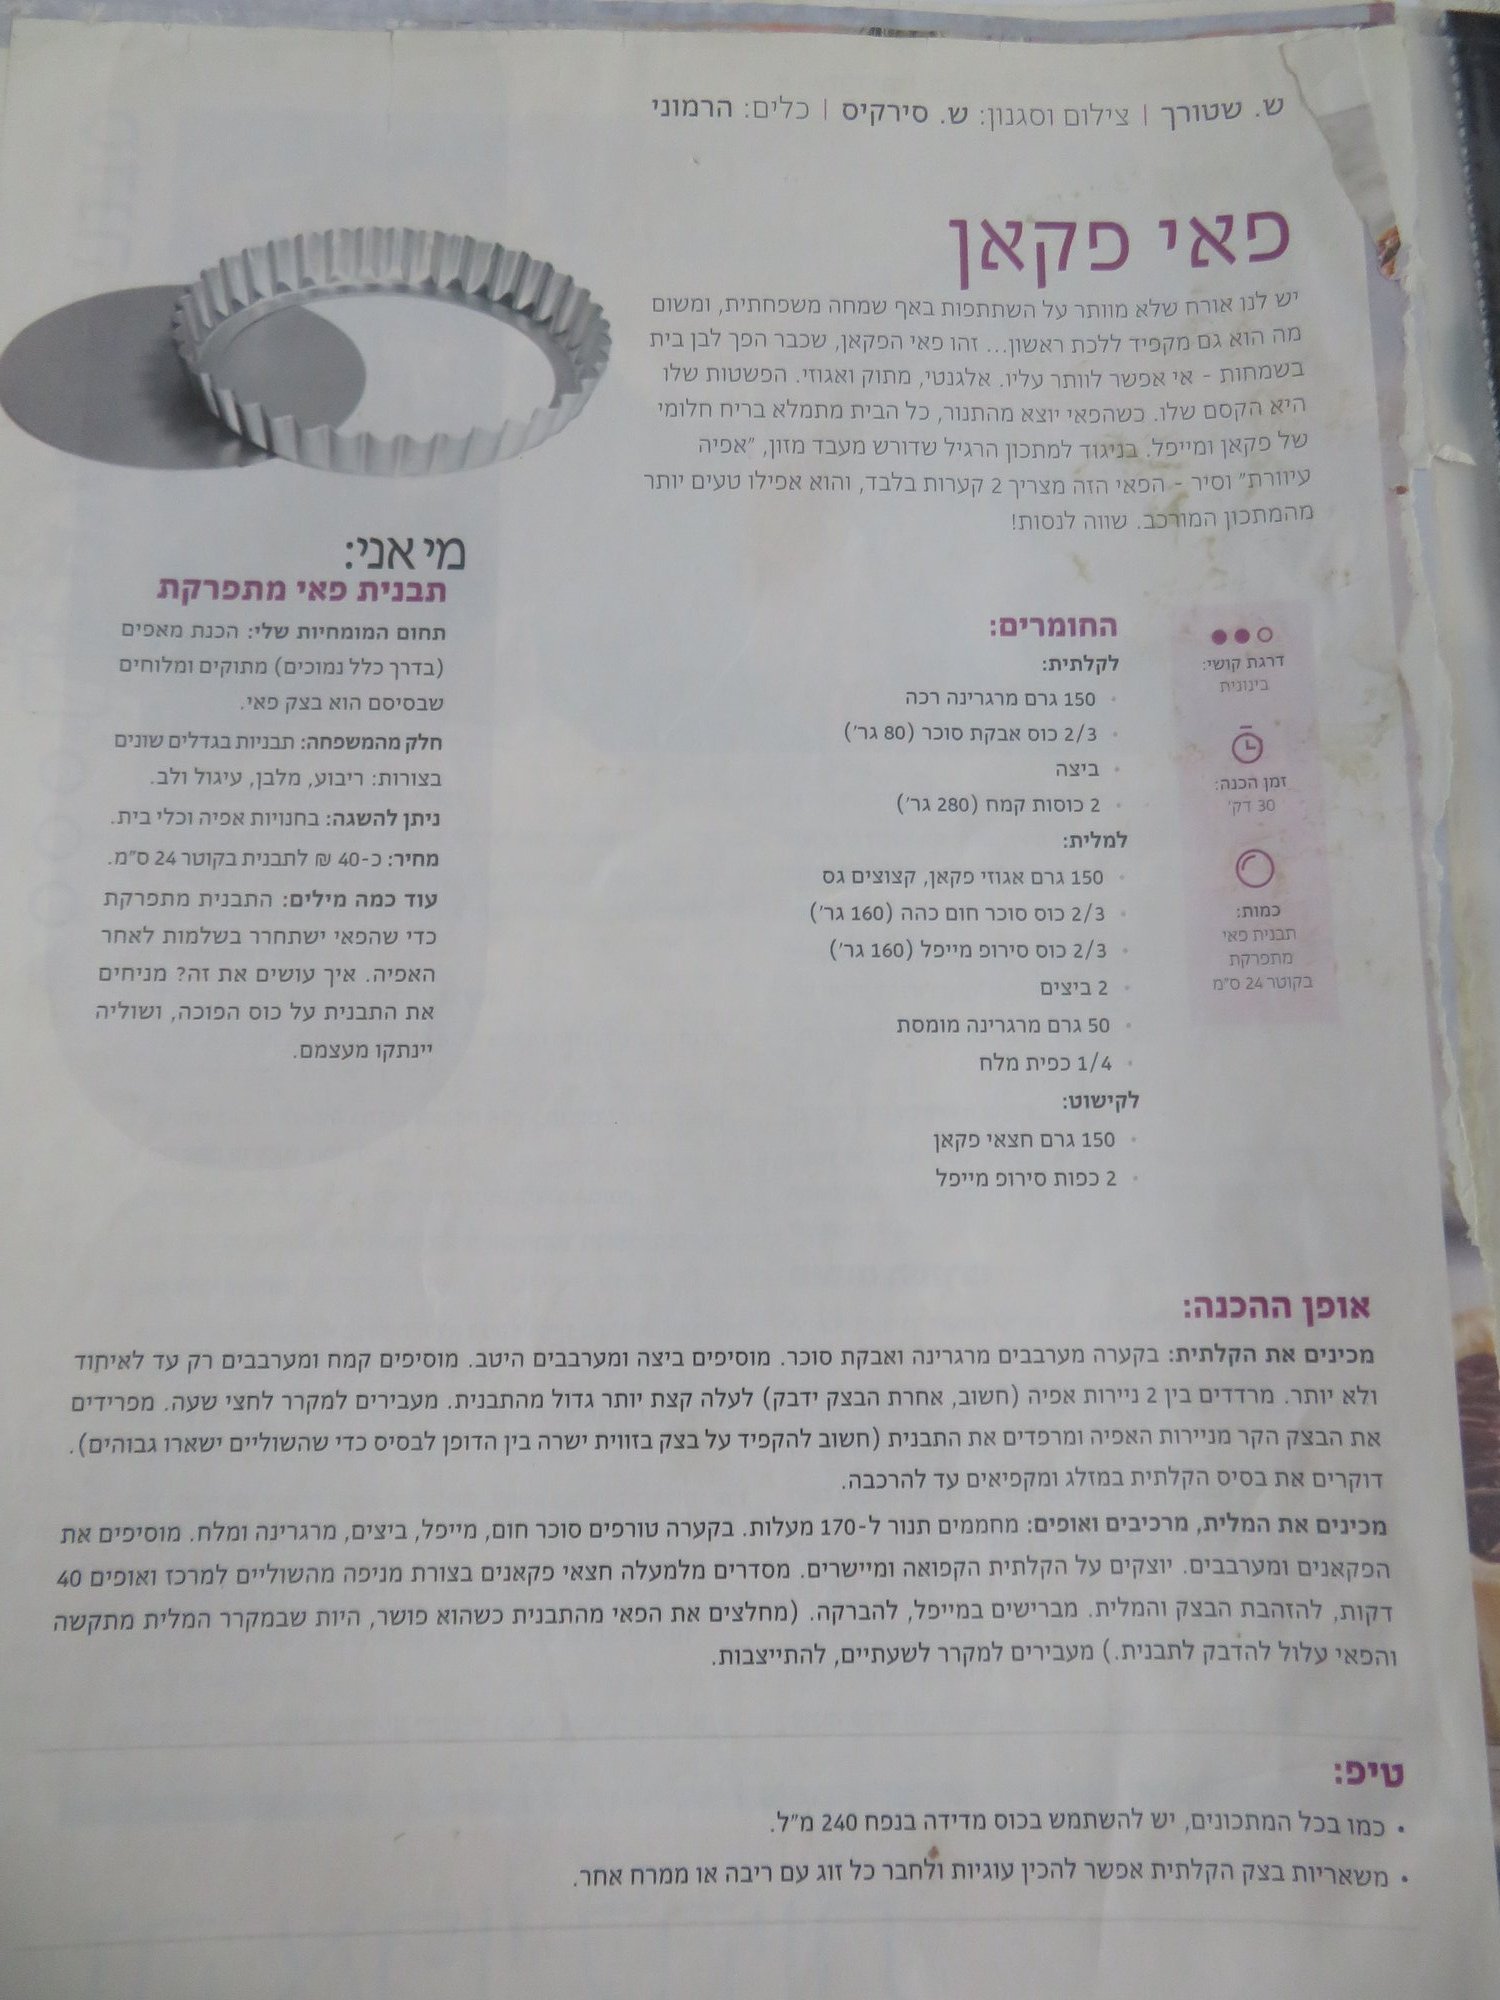 ש. שטורך | צילום וסגנון: ש. סירקיס | כלים: הרמוני
פאי פקאן
יש לנו אורח שלא מוותר על השתתפות באף שמחה משפחתית, ומשום
מה הוא גם מקפיד ללכת ראשון... זהו פאי הפקאן, שכבר הפך לבן בית
בשמחות - אי אפשר לוותר עליו. אלגנטי, מתוק ואגוזי. הפשטות שלו
היא הקסם שלו. כשהפאי יוצא מהתנור, כל הבית מתמלא בריח חלומי
של פקאן ומייפל. בניגוד למתכון הרגיל שדורש מעבד מזון, "אפיה
עיוורת" וסיר - הפאי הזה מצריך 2 קערות בלבד, והוא אפילו טעים יותר
מהמתכון המורכב. שווה לנסות!
דרגת קושי:
בינונית
זמן הכנה:
30 דק'
כמות:
תבנית פאי
מתפרקת
בקוטר 24 ס"מ
החומרים:
לקלתית:
• 150 גרם מרגרינה רכה
• 2/3 כוס אבקת סוכר (80 גר')
• ביצה
• 2 כוסות קמח (280 גר')
למלית:
• 150 גרם אגוזי פקאן, קצוצים גס
• 2/3 כוס סוכר חום כהה (160 גר')
• 2/3 כוס סירופ מייפל (160 גר')
• 2 ביצים
• 50 גרם מרגרינה מומסת
• 1/4 כפית מלח
לקישוט:
• 150 גרם חצאי פקאן
• 2 כפות סירופ מייפל
מי אני:
תבנית פאי מתפרקת
תחום המומחיות שלי: הכנת מאפים
(בדרך כלל נמוכים) מתוקים ומלוחים
שבסיסם הוא בצק פאי.
חלק מהמשפחה: תבניות בגדלים שונים
בצורות: ריבוע, מלבן, עיגול ולב.
ניתן להשגה: בחנויות אפיה וכלי בית.
מחיר: כ-40 ₪ לתבנית בקוטר 24 ס"מ.
עוד כמה מילים: התבנית מתפרקת
כדי שהפאי ישתחרר בשלמות לאחר
האפיה. איך עושים את זה? מניחים
את התבנית על כוס הפוכה, ושוליה
יינתקו מעצמם.
אופן ההכנה:
מכינים את הקלתית: בקערה מערבבים מרגרינה ואבקת סוכר. מוסיפים ביצה ומערבבים היטב. מוסיפים קמח ומערבבים רק עד לאיחוד
ולא יותר. מרדדים בין 2 ניירות אפיה (חשוב, אחרת הבצק ידבק) לעלה קצת יותר גדול מהתבנית. מעבירים למקרר לחצי שעה. מפרידים
את הבצק הקר מניירות האפיה ומרפדים את התבנית (חשוב להקפיד על בצק בזווית ישרה בין הדופן לבסיס כדי שהשוליים ישארו גבוהים).
דוקרים את בסיס הקלתית במזלג ומקפיאים עד להרכבה.
מכינים את המלית, מרכיבים ואופים: מחממים תנור ל-170 מעלות. בקערה טורפים סוכר חום, מייפל, ביצים, מרגרינה ומלח. מוסיפים את
הפקאנים ומערבבים. יוצקים על הקלתית הקפואה ומיישרים. מסדרים מלמעלה חצאי פקאנים בצורת מניפה מהשוליים למרכז ואופים 40
דקות, להזהבת הבצק והמלית. מברישים במייפל, להברקה. (מחלצים את הפאי מהתבנית כשהוא פושר, היות שבמקרר המלית מתקשה
והפאי עלול להדבק לתבנית.) מעבירים למקרר לשעתיים, להתייצבות.
טיפ:
• כמו בכל המתכונים, יש להשתמש בכוס מדידה בנפח 240 מ"ל.
• משאריות בצק הקלתית אפשר להכין עוגיות ולחבר כל זוג עם ריבה או ממרח אחר.